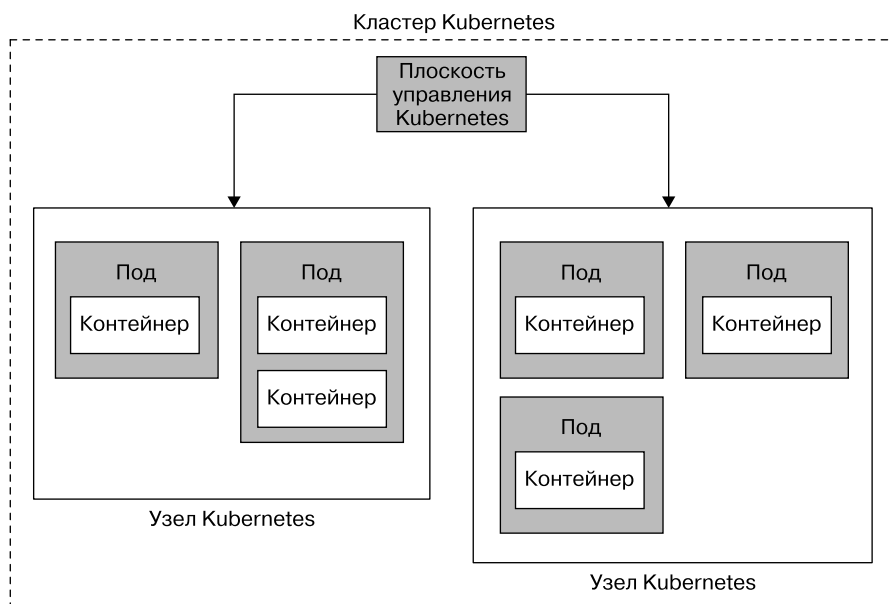 Кластер Kubernetes
Плоскость
управления
Kubernetes
Под
Контейнер
Под
Контейнер
Контейнер
Узел Kubernetes
Под
Контейнер
Под
Контейнер
Под
Контейнер
Узел Kubernetes